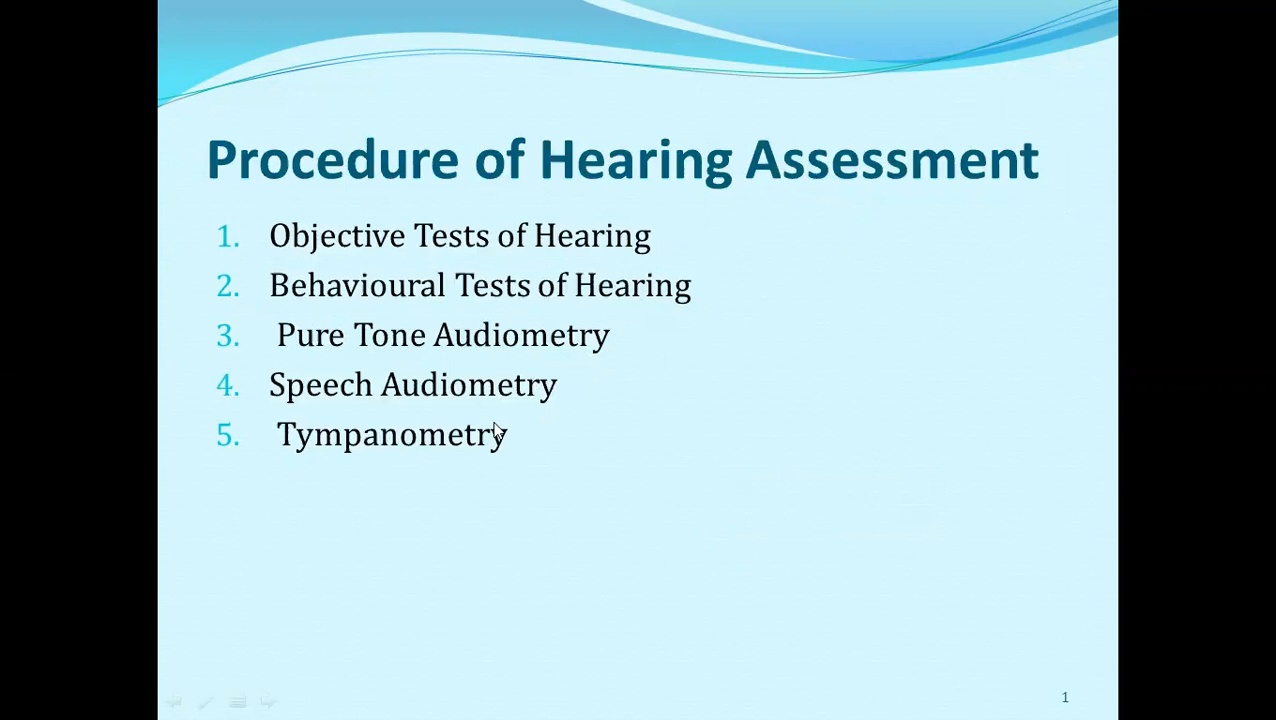 Procedure of Hearing Assessment
1. Objective Tests of Hearing
2. Behavioural Tests of Hearing
3. Pure Tone Audiometry
4. Speech Audiometry
5. Tympanometry
1